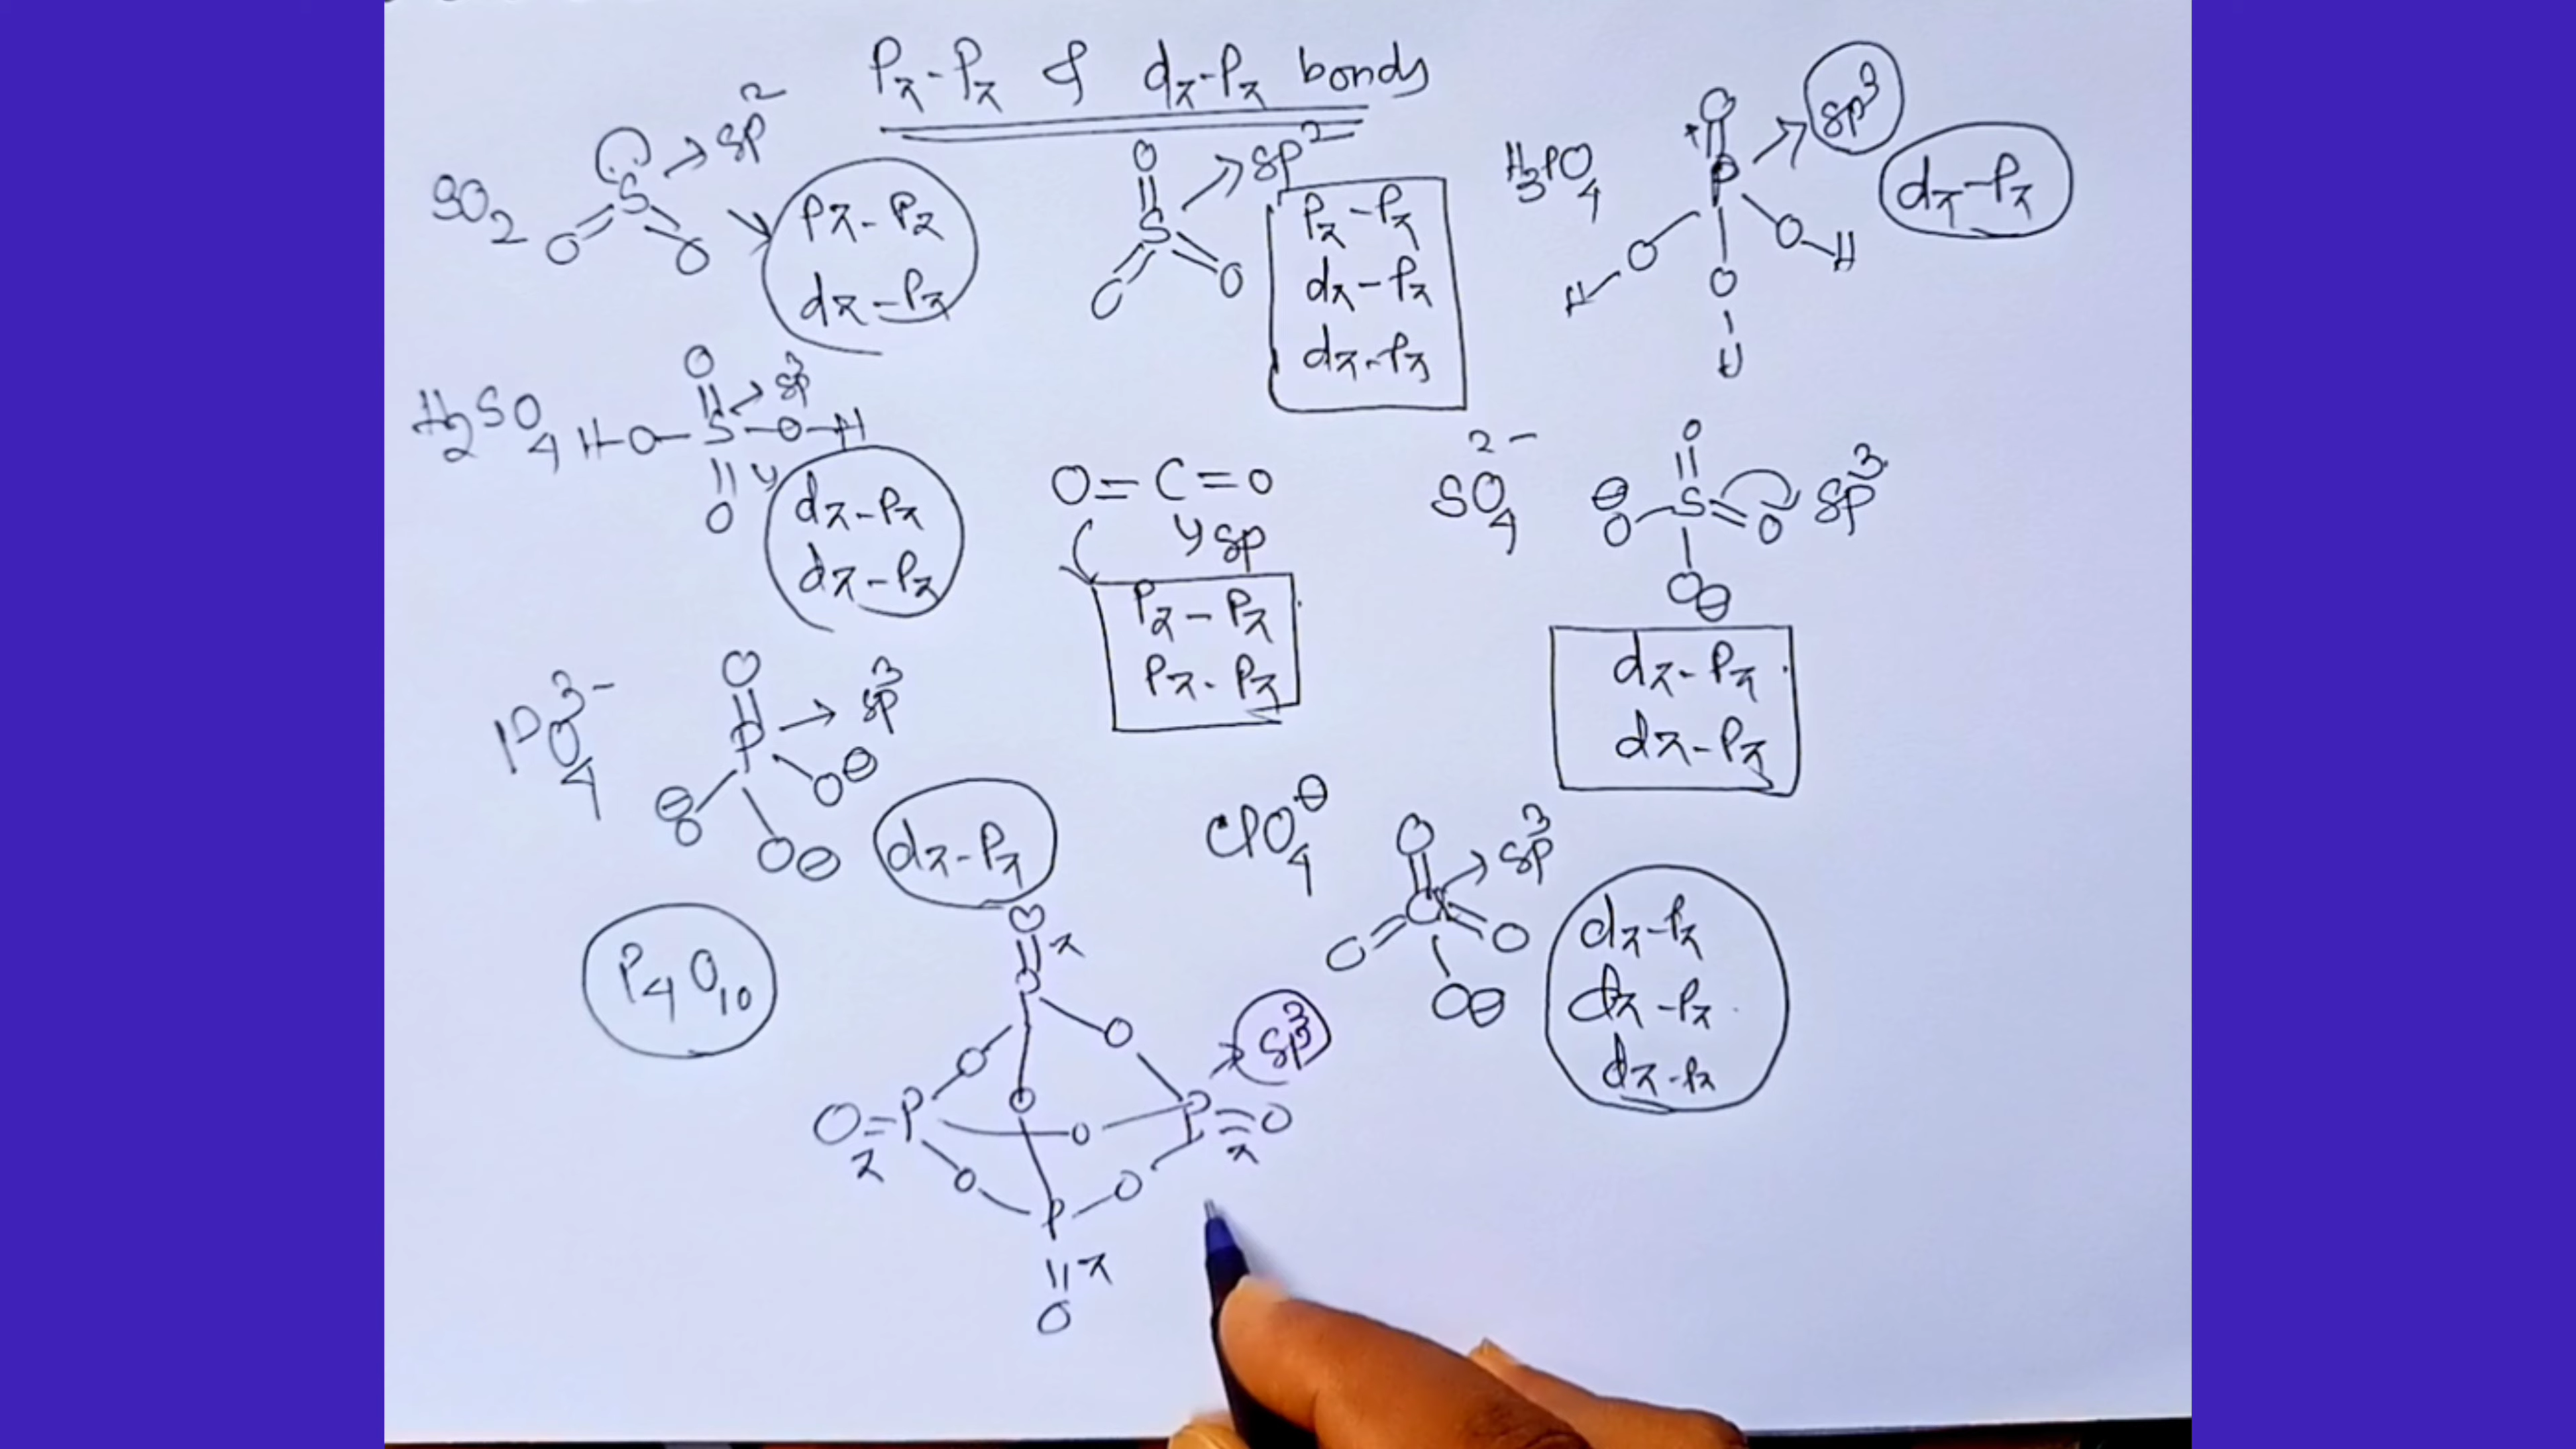 Pπ-Pπ & dπ-Pπ bonds
SO2
S
O
O
sp2
Pπ-Pπ
dπ-Pπ
O
S
O
O
sp2
Pπ-Pπ
dπ-Pπ
dπ-Pπ
H3PO4
O
P
O
O
O-H
H
H
sp3
dπ-Pπ
H2SO4
O
H-O-S-O-H
O
sp3
dπ-Pπ
dπ-Pπ
O=C=O
sp
Pπ-Pπ
Pπ-Pπ
SO4 2-
O
⊖
O S O
O⊖
sp3
dπ-Pπ
dπ-Pπ
PO4 3-
O
P
⊖
O
O⊖
O⊖
sp3
dπ-Pπ
ClO4⊖
O
Cl
O
O
O⊖
sp3
dπ-Pπ
dπ-Pπ
dπ-Pπ
P4O10
O
π
P
O
O
O
O=P
π
O
P=O
π
sp3
O
O
P
π
O